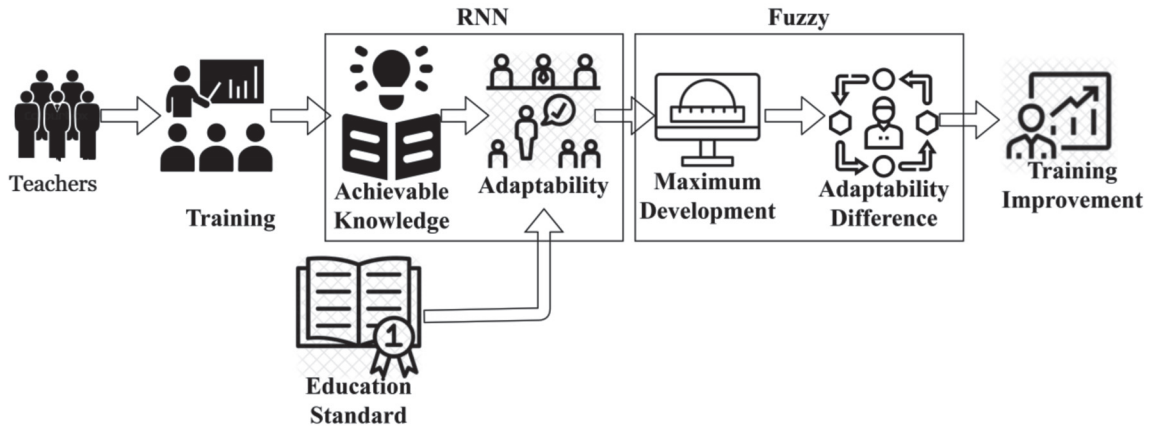 RNN
Fuzzy
Teachers
Training
Achievable
Knowledge
Adaptability
Maximum
Development
Adaptability
Difference
Training
Improvement
1
Education
Standard